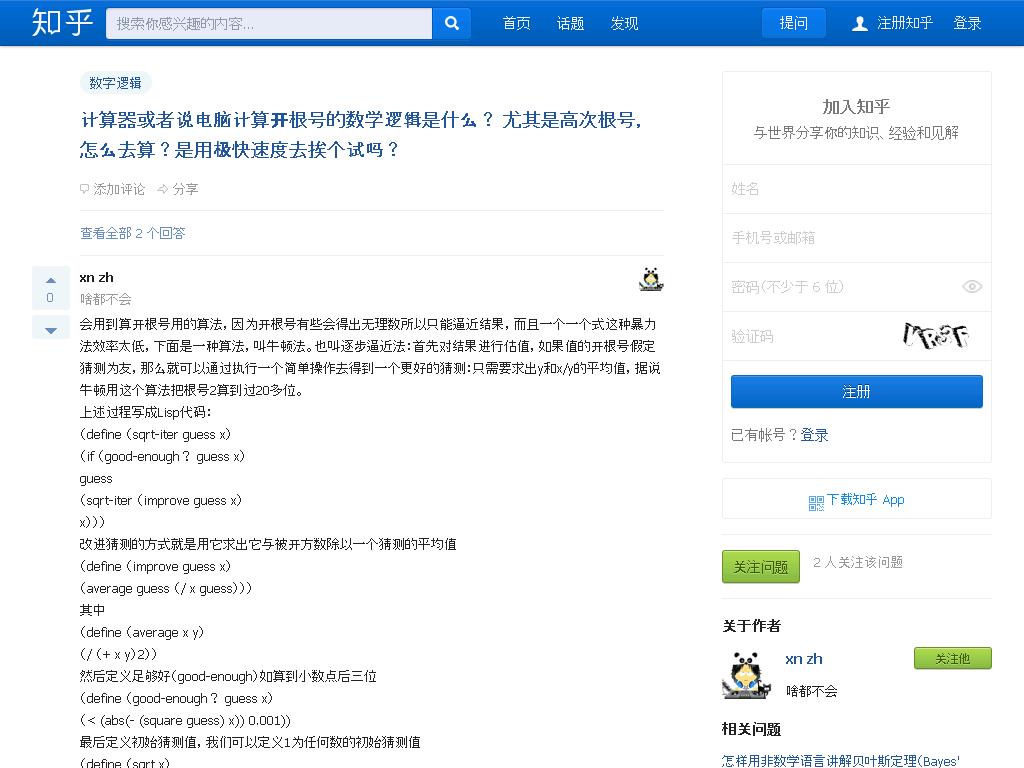 知乎
搜索你感兴趣的内容...
首页
话题
发现
提问
注册知乎
登录
数字逻辑
计算器或者说电脑计算开根号的数学逻辑是什么？尤其是高次根号，
怎么去算？是用极快速度去挨个试吗？
添加评论
分享
查看全部 2 个回答
0
xn zh
啥都不会
会用到算开根号用的算法，因为开根号有些会得出无理数所以只能逼近结果，而且一个一个式这种暴力
法效率太低，下面是一种算法，叫牛顿法。也叫逐步逼近法：首先对结果进行估值，如果值的开根号假定
猜测为友，那么就可以通过执行一个简单操作去得到一个更好的猜测：只需要求出y和x/y的平均值，据说
牛顿用这个算法把根号2算到过20多位。
上述过程写成Lisp代码：
(define (sqrt-iter guess x)
(if (good-enough？ guess x)
guess
(sqrt-iter (improve guess x)
x)))
改进猜测的方式就是用它求出它与被开方数除以一个猜测的平均值
(define (improve guess x)
(average guess (/ x guess)))
其中
(define (average x y)
(/ (+ x y) 2))
然后定义足够好(good-enough)如算到小数点后三位
(define (good-enough？ guess x)
(< (abs(- (square guess) x)) 0.001))
最后定义初始猜测值，我们可以定义1为任何数的初始猜测值
(define (sqrt x)
加入知乎
与世界分享你的知识、经验和见解
姓名
手机号或邮箱
密码(不少于 6 位)
验证码
注册
已有帐号？登录
下载知乎 App
关注问题
2 人关注该问题
关于作者
xn zh
关注他
啥都不会
相关问题
怎样用非数学语言讲解贝叶斯定理(Bayes'